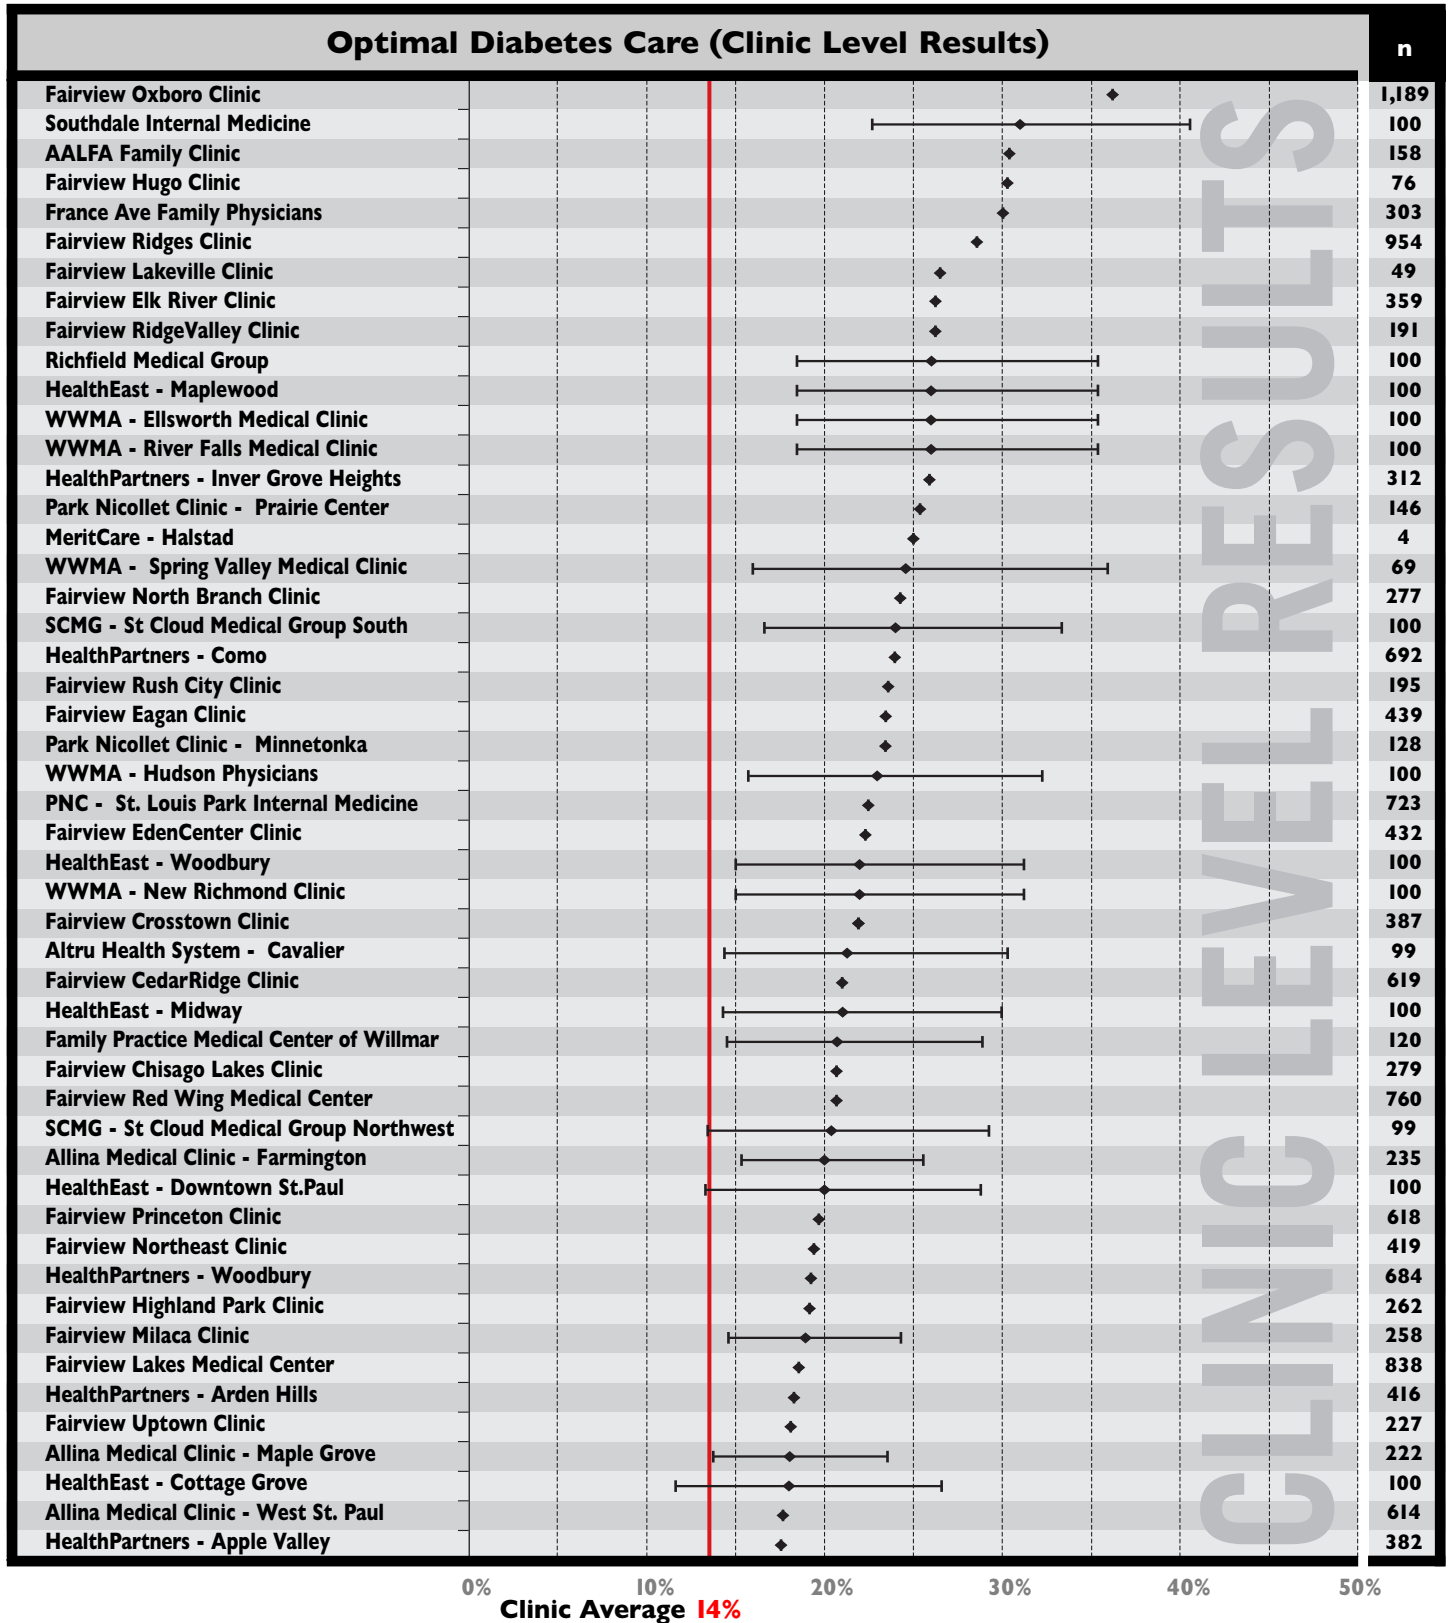 Optimal Diabetes Care (Clinic Level Results) n
Fairview Oxboro Clinic 1,189
Southdale Internal Medicine 100
AALFA Family Clinic 158
Fairview Hugo Clinic 76
France Ave Family Physicians 303
Fairview Ridges Clinic 954
Fairview Lakeville Clinic 49
Fairview Elk River Clinic 359
Fairview RidgeValley Clinic 191
Richfield Medical Group 100
HealthEast - Maplewood 100
WWMA - Ellsworth Medical Clinic 100
WWMA - River Falls Medical Clinic 100
HealthPartners - Inver Grove Heights 312
Park Nicollet Clinic - Prairie Center 146
MeritCare - Halstad 4
WWMA - Spring Valley Medical Clinic 69
Fairview North Branch Clinic 277
SCMG - St Cloud Medical Group South 100
HealthPartners - Como 692
Fairview Rush City Clinic 195
Fairview Eagan Clinic 439
Park Nicollet Clinic - Minnetonka 128
WWMA - Hudson Physicians 100
PNC - St. Louis Park Internal Medicine 723
Fairview EdenCenter Clinic 432
HealthEast - Woodbury 100
WWMA - New Richmond Clinic 100
Fairview Crosstown Clinic 387
Altru Health System - Cavalier 99
Fairview CedarRidge Clinic 619
HealthEast - Midway 100
Family Practice Medical Center of Willmar 120
Fairview Chisago Lakes Clinic 279
Fairview Red Wing Medical Center 760
SCMG - St Cloud Medical Group Northwest 99
Allina Medical Clinic - Farmington 235
HealthEast - Downtown St.Paul 100
Fairview Princeton Clinic 618
Fairview Northeast Clinic 419
HealthPartners - Woodbury 684
Fairview Highland Park Clinic 262
Fairview Milaca Clinic 258
Fairview Lakes Medical Center 838
HealthPartners - Arden Hills 416
Fairview Uptown Clinic 227
Allina Medical Clinic - Maple Grove 222
HealthEast - Cottage Grove 100
Allina Medical Clinic - West St. Paul 614
HealthPartners - Apple Valley 382
CLINIC LEVEL RESULTS
0% 10% 20% 30% 40% 50%
Clinic Average 14%